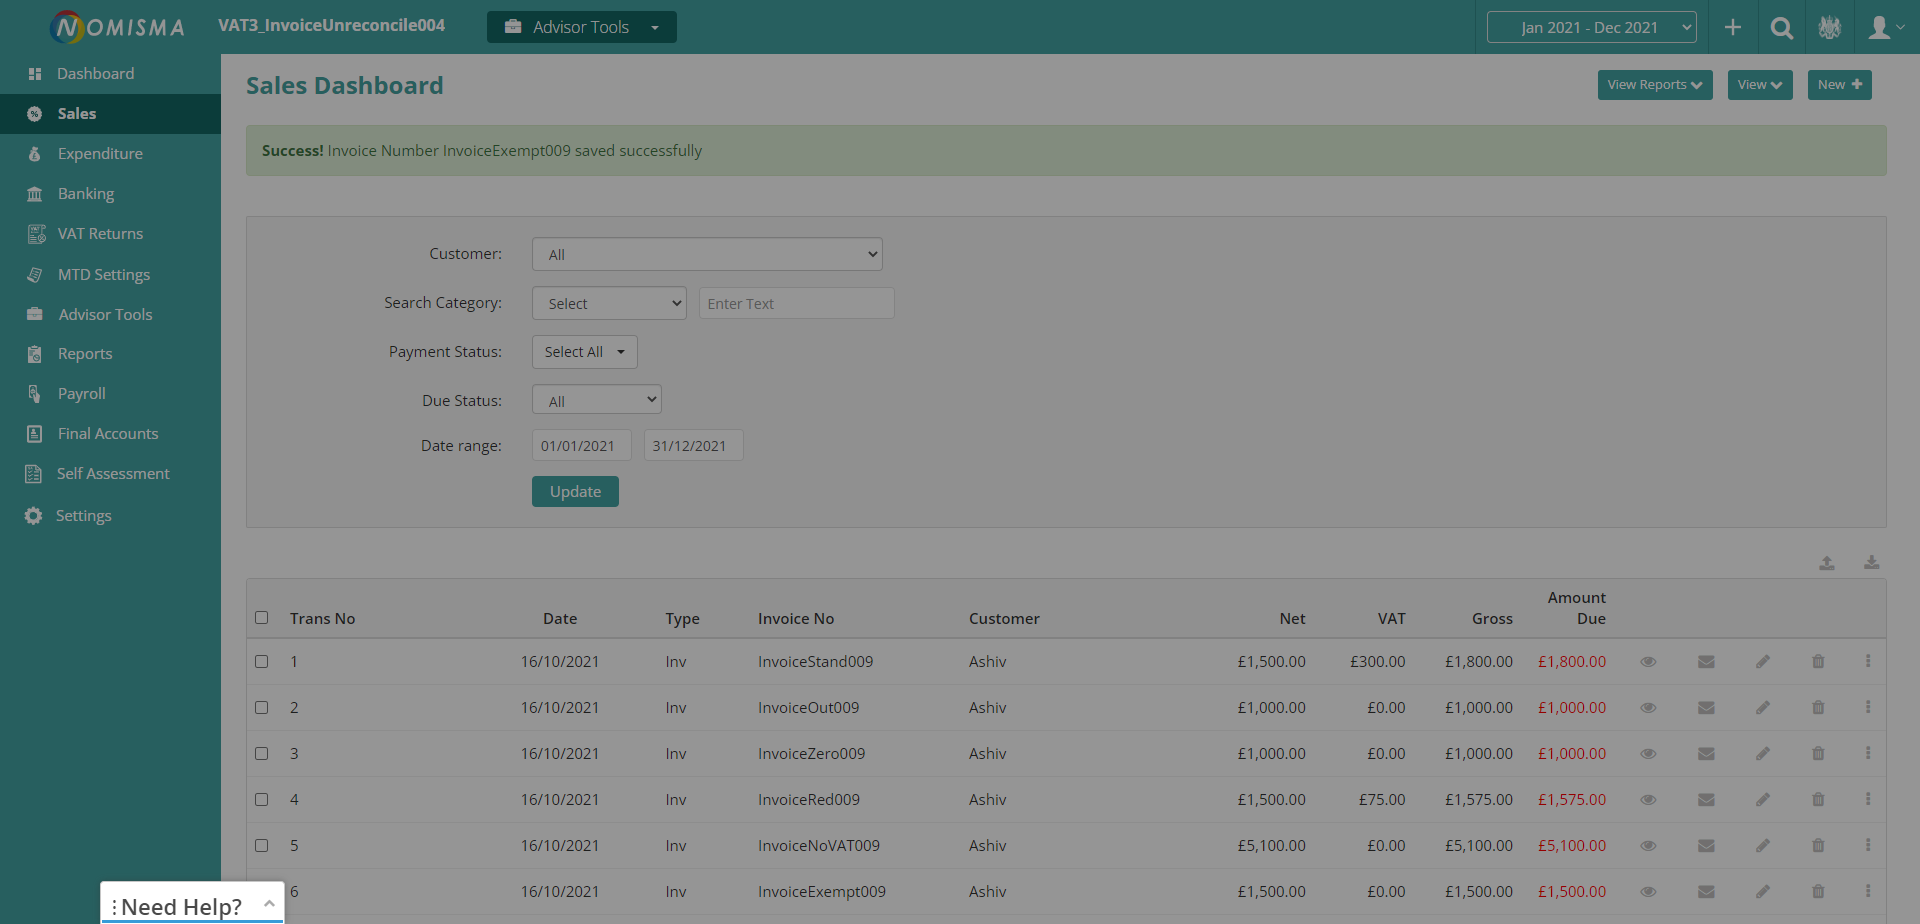 NOMISMA VAT3_InvoiceUnreconcile004 Advisor Tools Jan 2021 - Dec 2021
Dashboard
Sales
Expenditure
Banking
VAT Returns
MTD Settings
Advisor Tools
Reports
Payroll
Final Accounts
Self Assessment
Settings
Sales Dashboard View Reports View New
Success! Invoice Number InvoiceExempt009 saved successfully
Customer: All
Search Category: Select Enter Text
Payment Status: Select All
Due Status: All
Date range: 01/01/2021 31/12/2021
Update
Trans No Date Type Invoice No Customer Net VAT Gross Amount Due
1 16/10/2021 Inv InvoiceStand009 Ashiv £1,500.00 £300.00 £1,800.00 £1,800.00
2 16/10/2021 Inv InvoiceOut009 Ashiv £1,000.00 £0.00 £1,000.00 £1,000.00
3 16/10/2021 Inv InvoiceZero009 Ashiv £1,000.00 £0.00 £1,000.00 £1,000.00
4 16/10/2021 Inv InvoiceRed009 Ashiv £1,500.00 £75.00 £1,575.00 £1,575.00
5 16/10/2021 Inv InvoiceNoVAT009 Ashiv £5,100.00 £0.00 £5,100.00 £5,100.00
6 16/10/2021 Inv InvoiceExempt009 Ashiv £1,500.00 £0.00 £1,500.00 £1,500.00
Need Help?